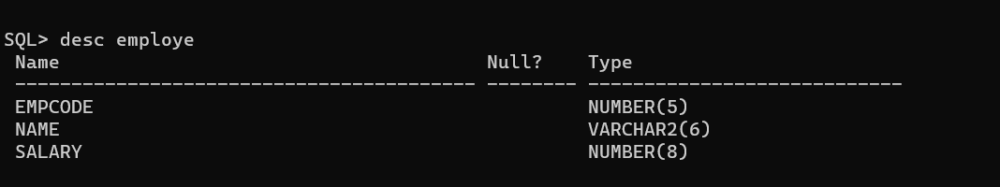 SQL> desc employe
Name Null? Type
----------------------------------------- -------- ----------------------------
EMPCODE NUMBER(5)
NAME VARCHAR2(6)
SALARY NUMBER(8)